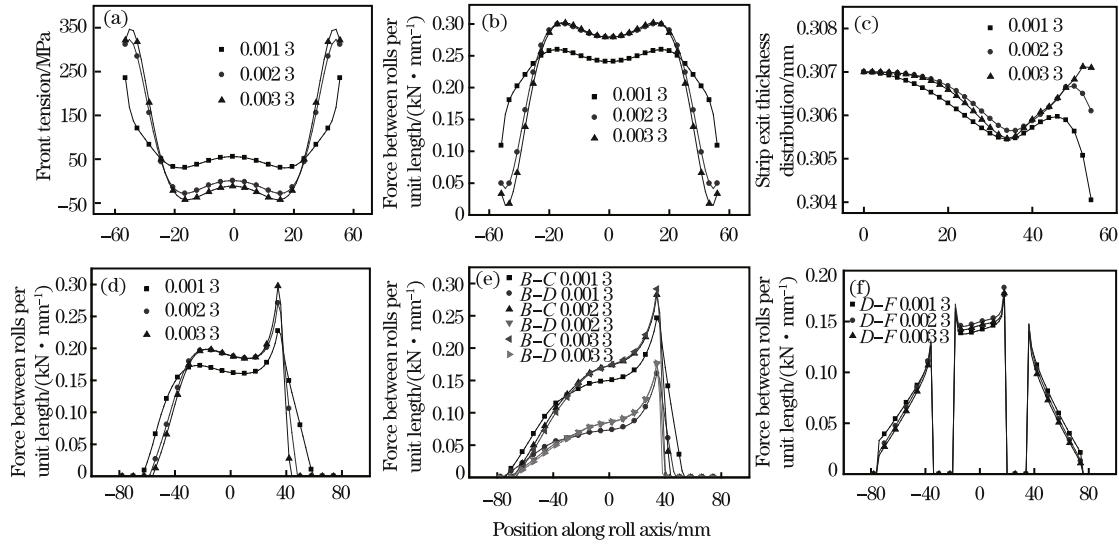 (a)
Front tension/MPa
350
250
150
50
−50
−60
−20
0
20
60
0.001 3
0.002 3
0.003 3
(b)
Force between rolls per
unit length/(kN · mm⁻¹)
0.30
0.25
0.20
0.15
0.10
0.05
0
−60
−20
0
20
60
0.001 3
0.002 3
0.003 3
(c)
Strip exit thickness
distribution/mm
0.308
0.307
0.306
0.305
0.304
0
20
40
60
0.001 3
0.002 3
0.003 3
(d)
Force between rolls per
unit length/(kN · mm⁻¹)
0.30
0.25
0.20
0.15
0.10
0.05
0
−80
−40
0
40
80
0.001 3
0.002 3
0.003 3
(e)
Force between rolls per
unit length/(kN · mm⁻¹)
0.30
0.25
0.20
0.15
0.10
0.05
0
−80
−40
0
40
80
B−C 0.001 3
B−D 0.001 3
B−C 0.002 3
B−D 0.002 3
B−C 0.003 3
B−D 0.003 3
(f)
Force between rolls per
unit length/(kN · mm⁻¹)
0.20
0.15
0.10
0.05
0
−80
−40
0
40
80
D−F 0.001 3
D−F 0.002 3
D−F 0.003 3
Position along roll axis/mm